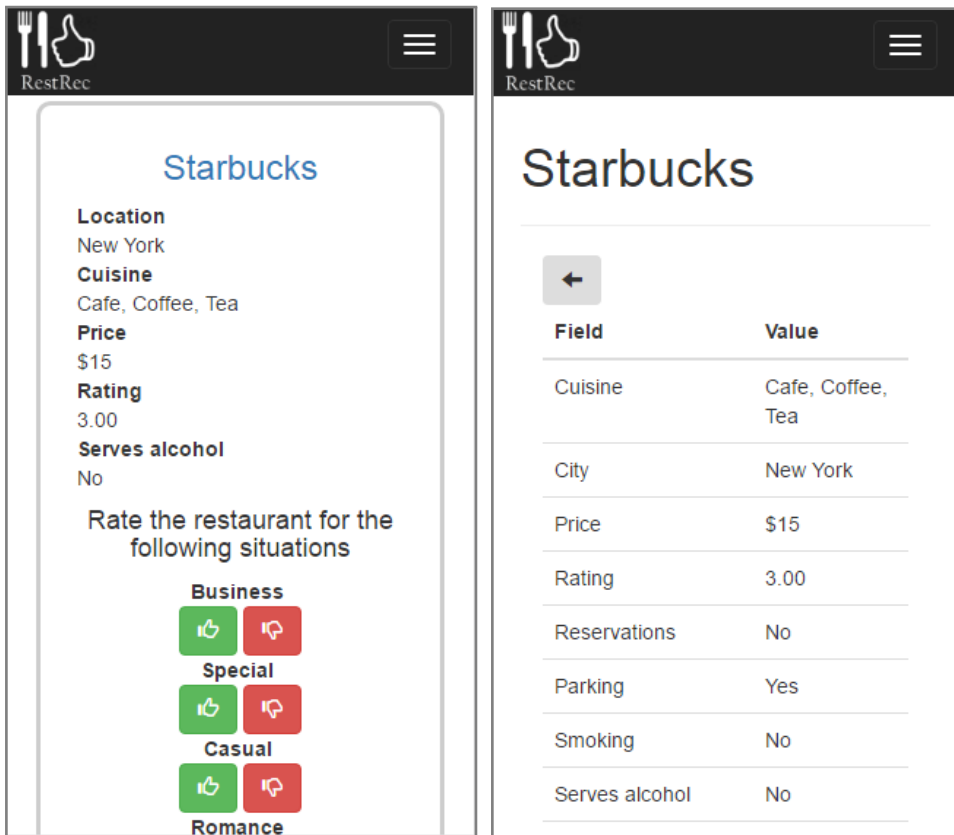 RestRec
Starbucks
Location
New York
Cuisine
Cafe, Coffee, Tea
Price
$15
Rating
3.00
Serves alcohol
No
Rate the restaurant for the
following situations
Business
Special
Casual
Romance
RestRec
Starbucks
Field Value
Cuisine Cafe, Coffee,
Tea
City New York
Price $15
Rating 3.00
Reservations No
Parking Yes
Smoking No
Serves alcohol No